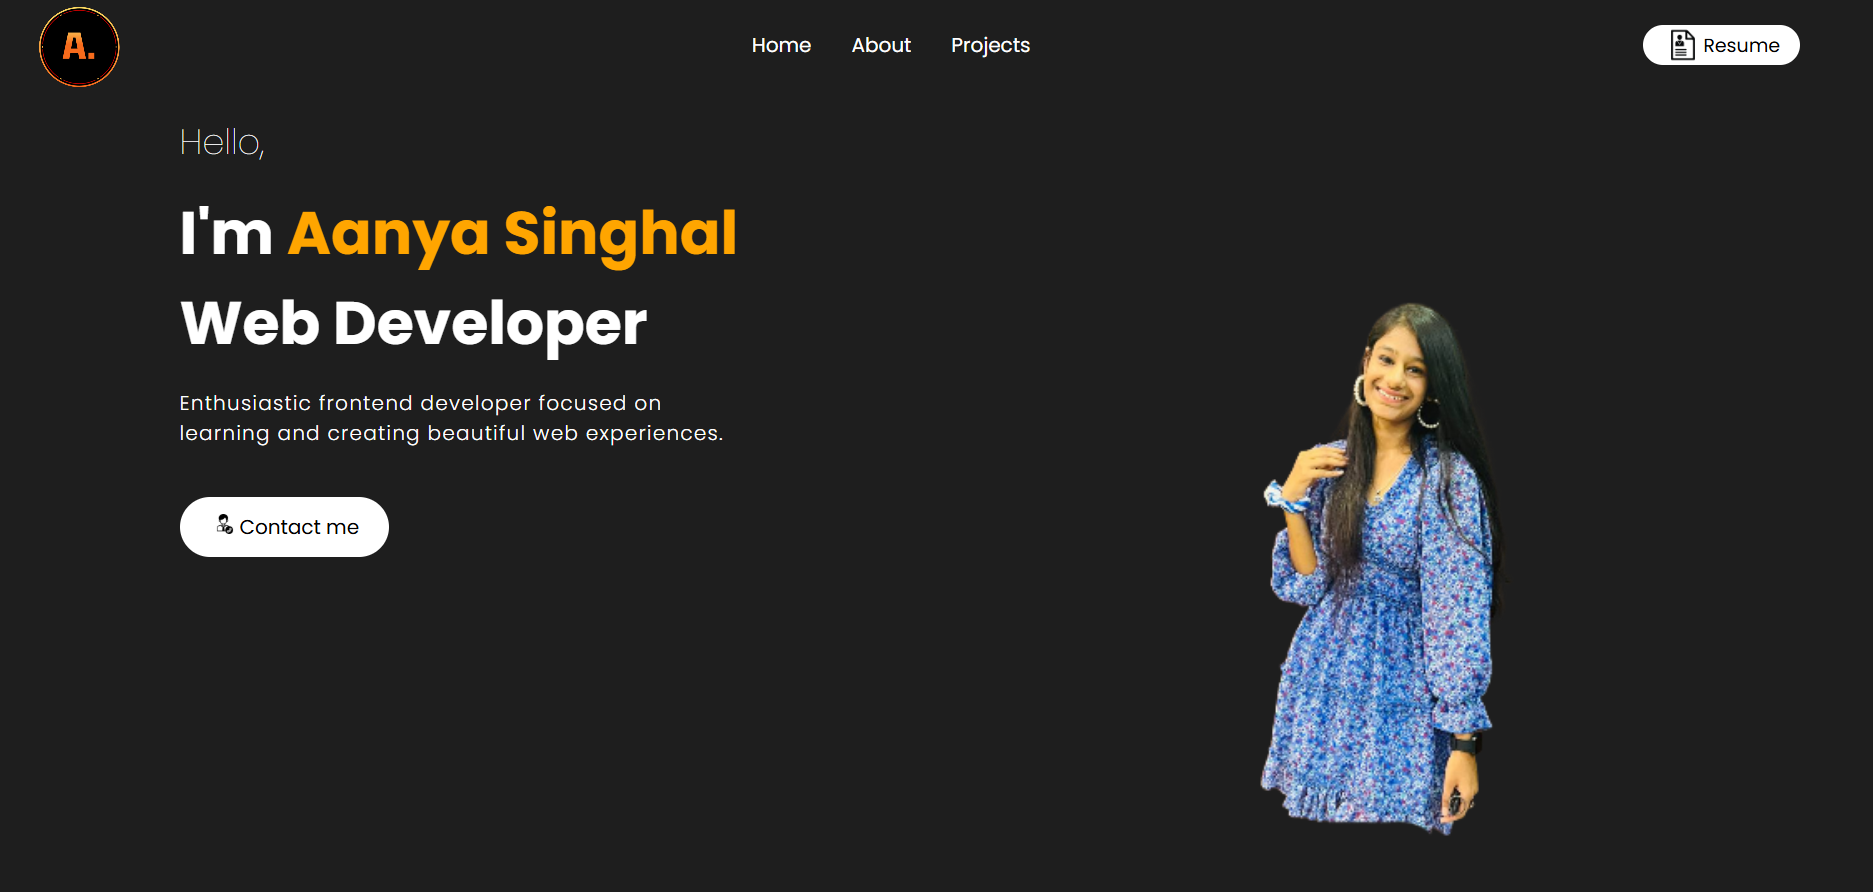 A.
Home About Projects
Resume
Hello,
I'm Aanya Singhal
Web Developer
Enthusiastic frontend developer focused on
learning and creating beautiful web experiences.
Contact me